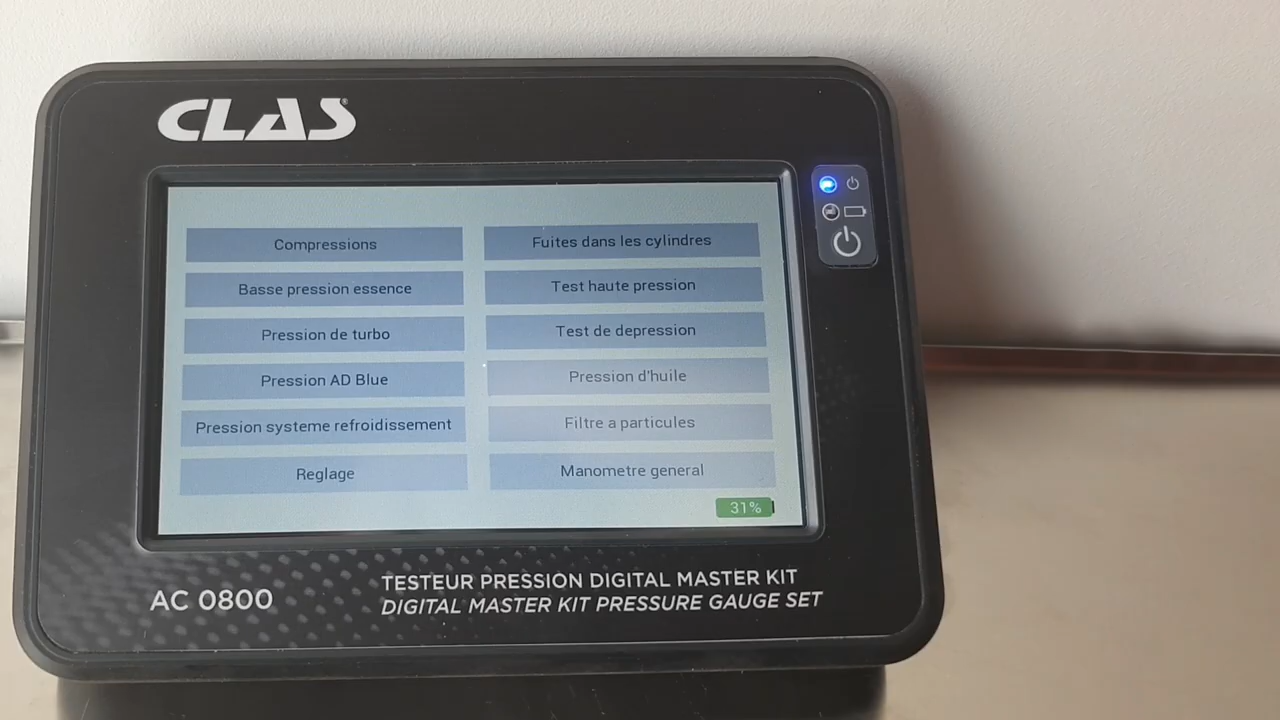 CLAS
Compressions
Fuites dans les cylindres
Basse pression essence
Test haute pression
Pression de turbo
Test de depression
Pression AD Blue
Pression d'huile
Pression systeme refroidissement
Filtre a particules
Reglage
Manometre general
31%
AC 0800
TESTEUR PRESSION DIGITAL MASTER KIT
DIGITAL MASTER KIT PRESSURE GAUGE SET